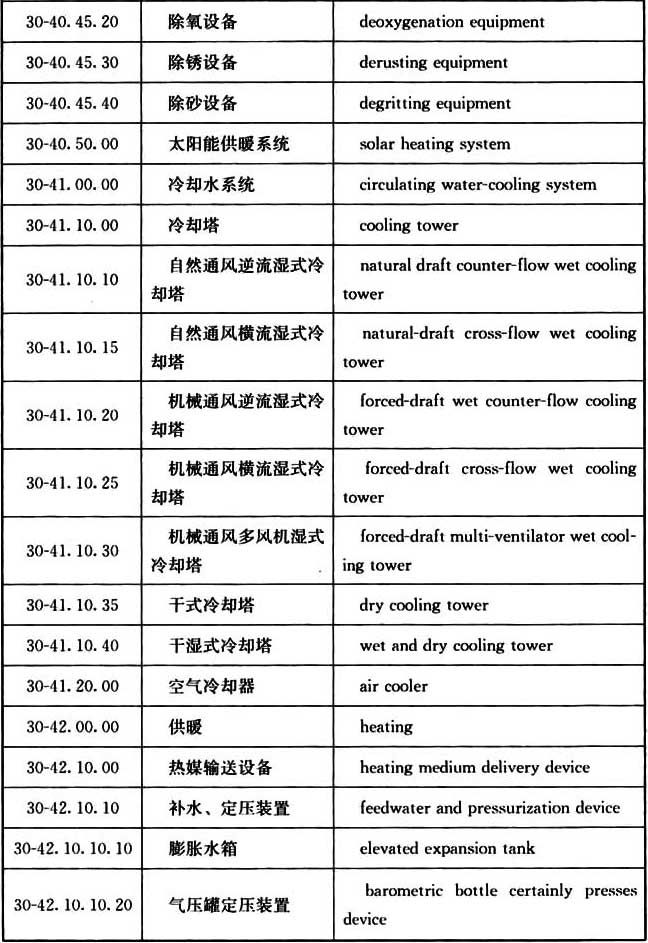 30-40. 45. 20 除氧设备 deoxygenation equipment
30-40. 45. 30 除锈设备 derusting equipment
30-40. 45. 40 除砂设备 degritting equipment
30-40. 50. 00 太阳能供暖系统 solar heating system
30-41. 00. 00 冷却水系统 circulating water-cooling system
30-41. 10. 00 冷却塔 cooling tower
30-41. 10. 10 自然通风逆流湿式冷 natural draft counter-flow wet cooling
却塔 tower
30-41. 10. 15 自然通风横流湿式冷 natural-draft cross-flow wet cooling
却塔 tower
30-41. 10. 20 机械通风逆流湿式冷 forced-draft wet counter-flow cooling
却塔 tower
30-41. 10. 25 机械通风横流湿式冷 forced-draft cross-flow wet cooling
却塔 tower
30-41. 10. 30 机械通风多风机湿式 forced-draft multi-ventilator wet cool-
冷却塔 ing tower
30-41. 10. 35 干式冷却塔 dry cooling tower
30-41. 10. 40 干湿式冷却塔 wet and dry cooling tower
30-41. 20. 00 空气冷却器 air cooler
30-42. 00. 00 供暖 heating
30-42. 10. 00 热媒输送设备 heating medium delivery device
30-42. 10. 10 补水、定压装置 feedwater and pressurization device
30-42. 10. 10. 10 膨胀水箱 elevated expansion tank
30-42. 10. 10. 20 气压罐定压装置 barometric bottle certainly presses
device